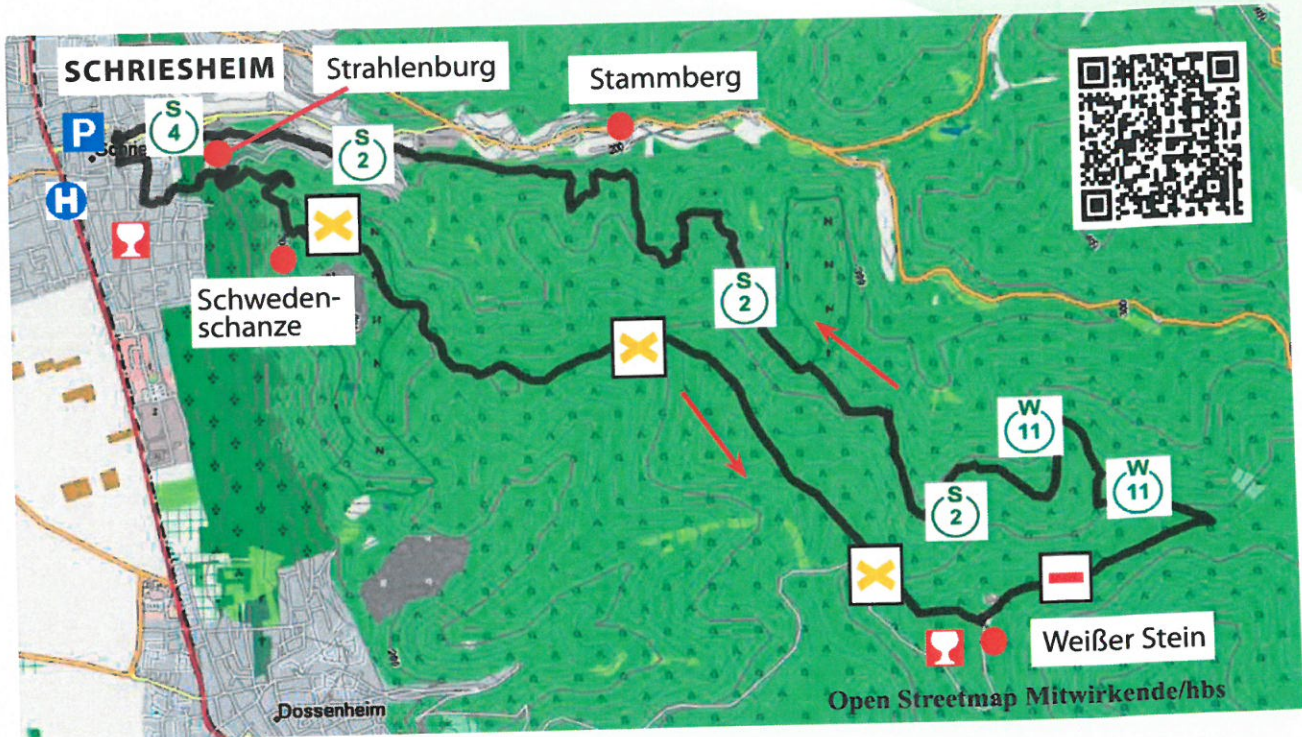 SCHRIESHEIM
Strahlenburg
Stammberg
P
S
4
S
2
H
Schweden-
schanze
S
2
W
11
W
11
S
2
Weißer Stein
Open Streetmap Mitwirkende/hbs
Dossenheim